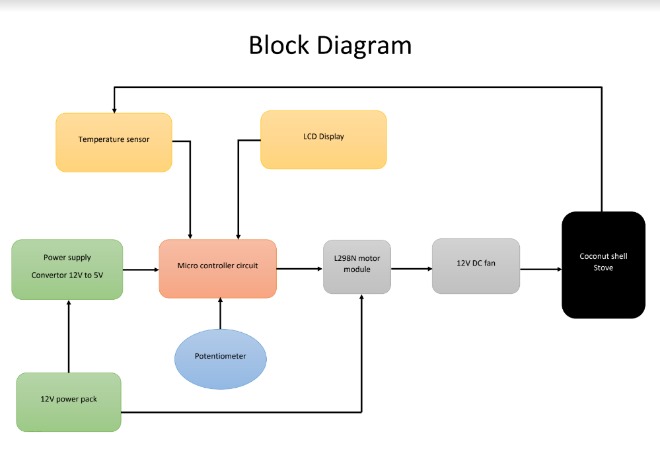 Block Diagram
Temperature sensor
LCD Display
Power supply
Convertor 12V to 5V
Micro controller circuit
L298N motor
module
12V DC fan
Coconut shell
Stove
Potentiometer
12V power pack